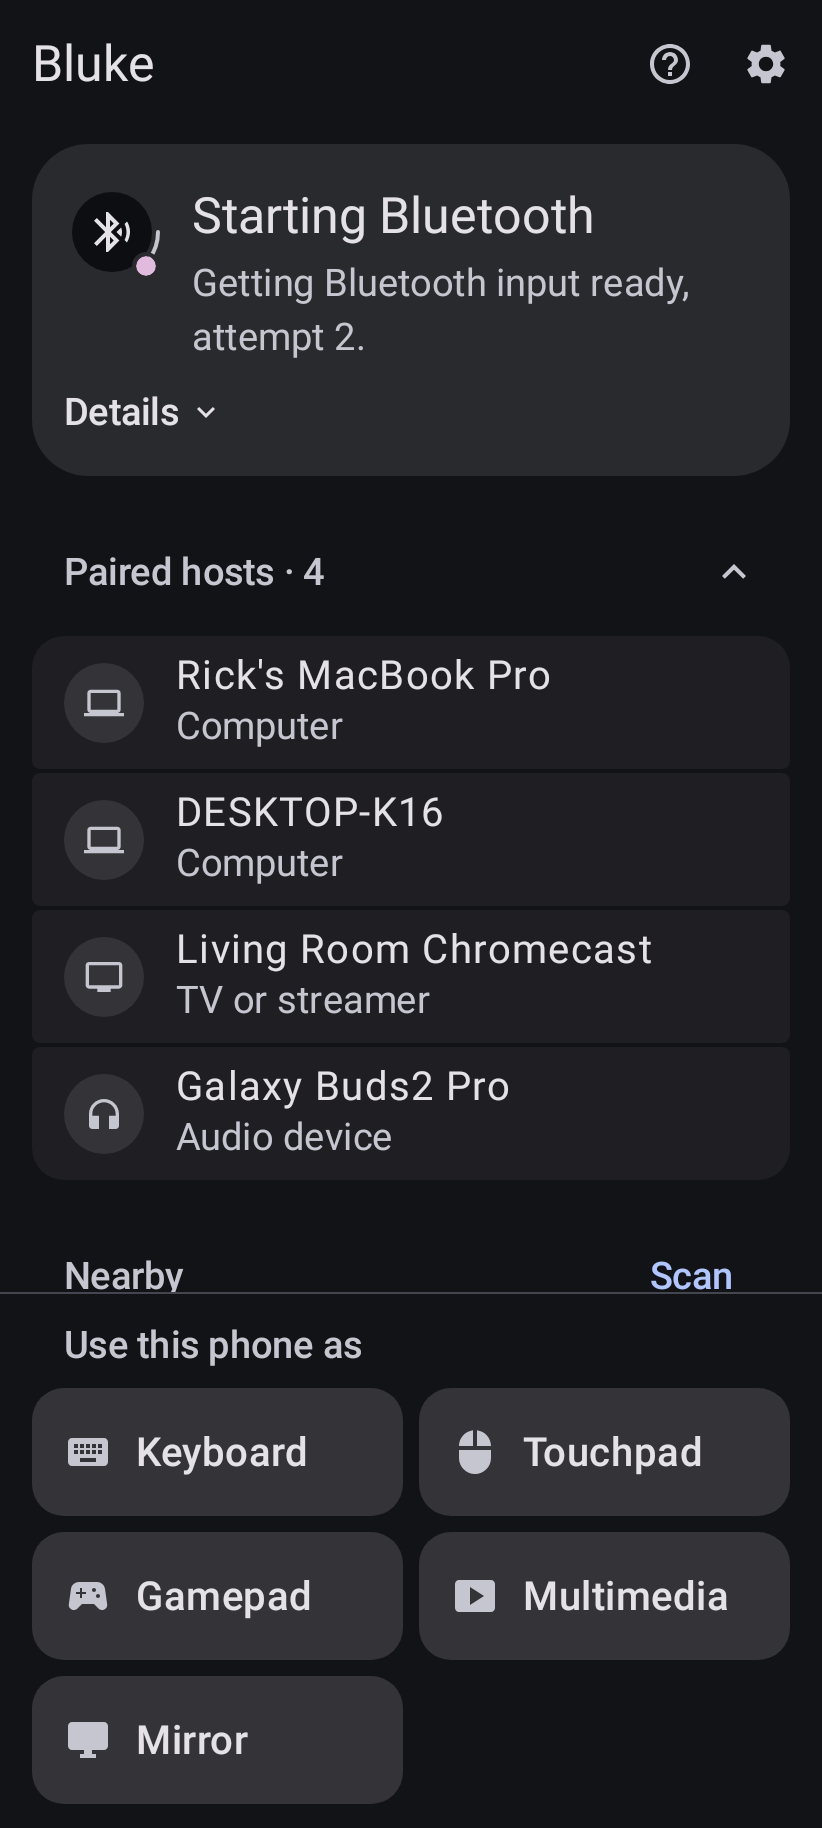 Bluke
Starting Bluetooth
Getting Bluetooth input ready,
attempt 2.
Details
Paired hosts · 4
Rick's MacBook Pro
Computer
DESKTOP-K16
Computer
Living Room Chromecast
TV or streamer
Galaxy Buds2 Pro
Audio device
Nearby Scan
Use this phone as
Keyboard Touchpad
Gamepad Multimedia
Mirror